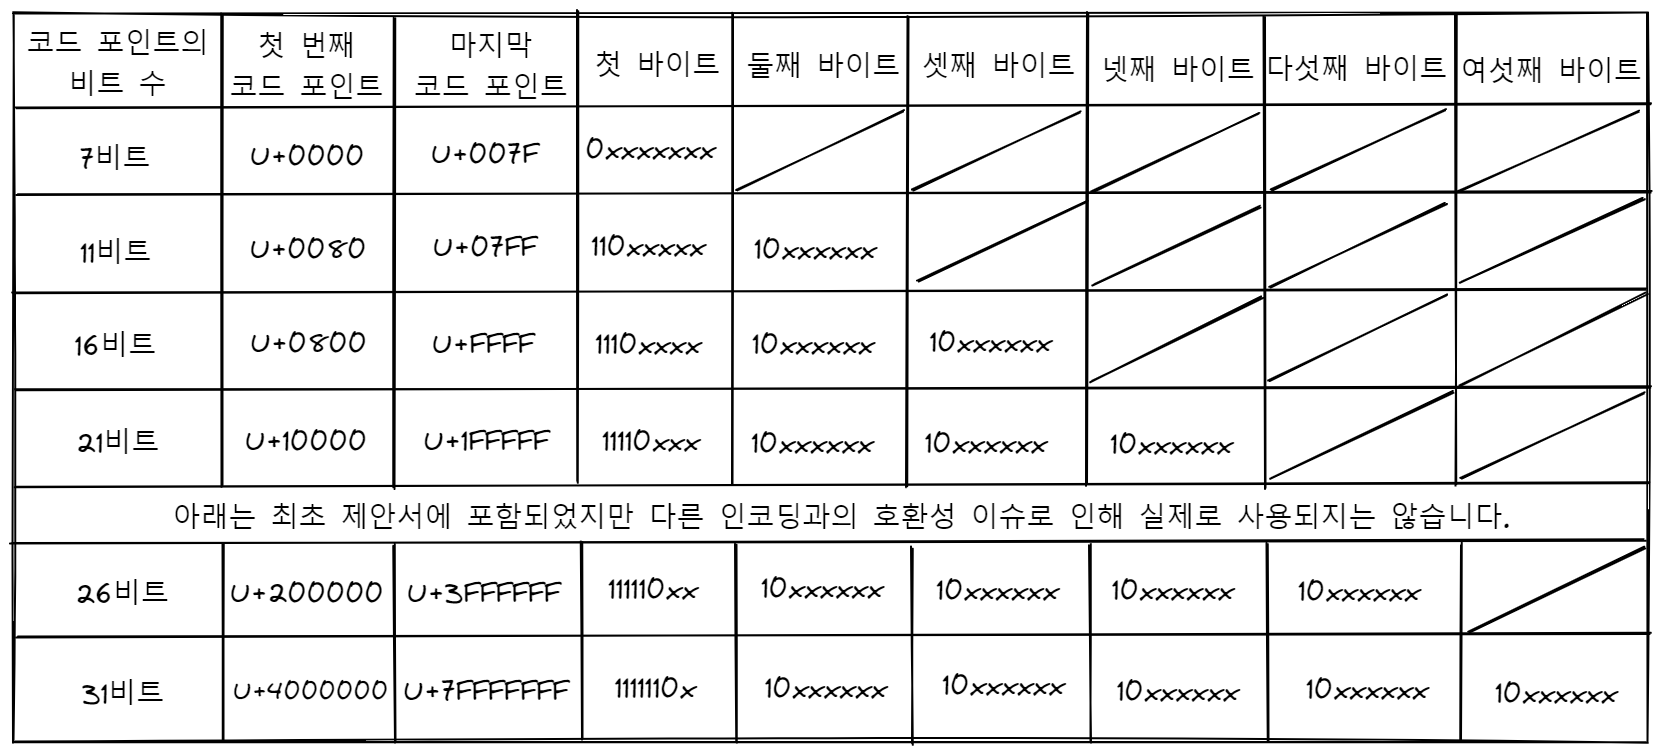 코드 포인트의 비트 수 첫 번째 코드 포인트 마지막 코드 포인트 첫 바이트 둘째 바이트 셋째 바이트 넷째 바이트 다섯째 바이트 여섯째 바이트
7비트 U+0000 U+007F 0xxxxxxx
11비트 U+0080 U+07FF 110xxxxx 10xxxxxx
16비트 U+0800 U+FFFF 1110xxxx 10xxxxxx 10xxxxxx
21비트 U+10000 U+1FFFFF 11110xxx 10xxxxxx 10xxxxxx 10xxxxxx
아래는 최초 제안서에 포함되었지만 다른 인코딩과의 호환성 이슈로 인해 실제로 사용되지는 않습니다.
26비트 U+200000 U+3FFFFFF 111110xx 10xxxxxx 10xxxxxx 10xxxxxx 10xxxxxx
31비트 U+4000000 U+7FFFFFFF 1111110x 10xxxxxx 10xxxxxx 10xxxxxx 10xxxxxx 10xxxxxx